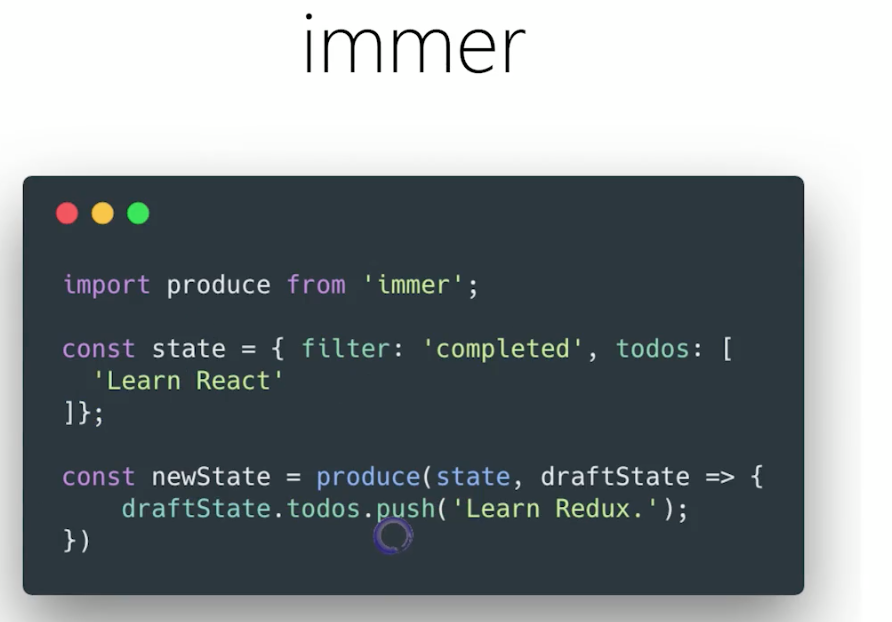 immer
import produce from 'immer';
const state = { filter: 'completed', todos: [
'Learn React'
]};
const newState = produce(state, draftState => {
draftState.todos.push('Learn Redux.');
})